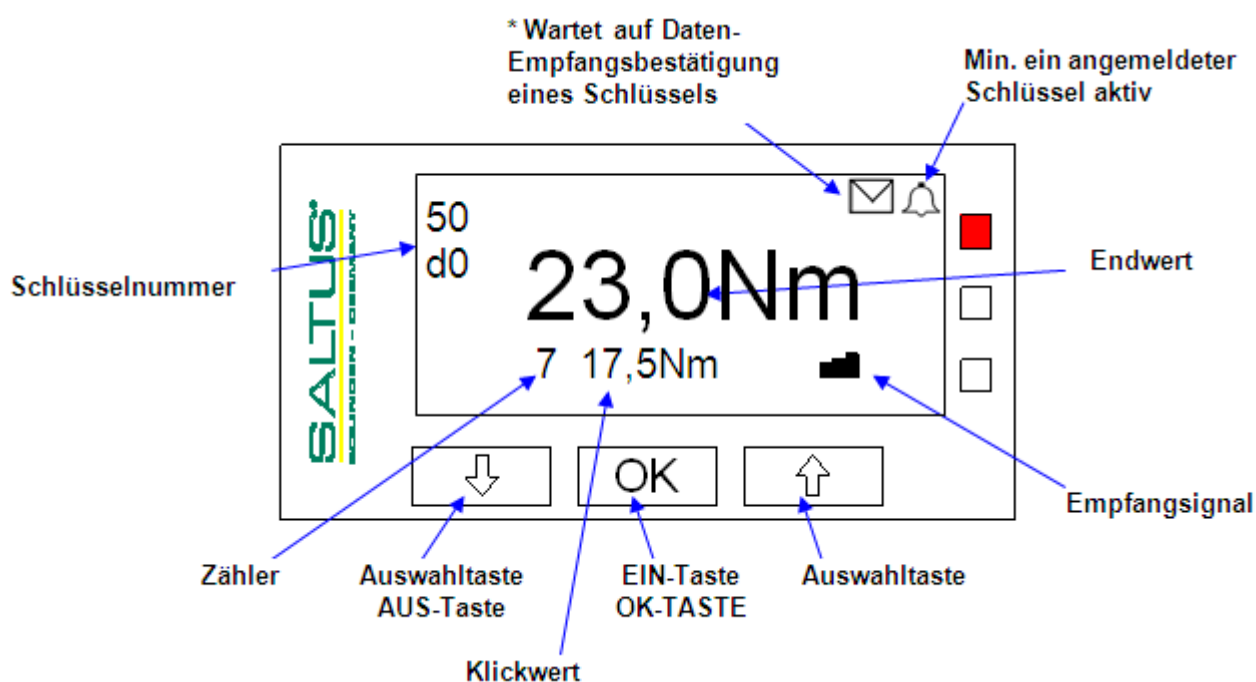 * Wartet auf Daten-
Empfangsbestätigung
eines Schlüssels
Min. ein angemeldeter
Schlüssel aktiv
SALTUS
50
d0
23,0Nm
7 17,5Nm
Schlüsselnummer
Endwert
OK
Empfangsignal
Zähler
Auswahltaste
AUS-Taste
EIN-Taste
OK-TASTE
Auswahltaste
Klickwert